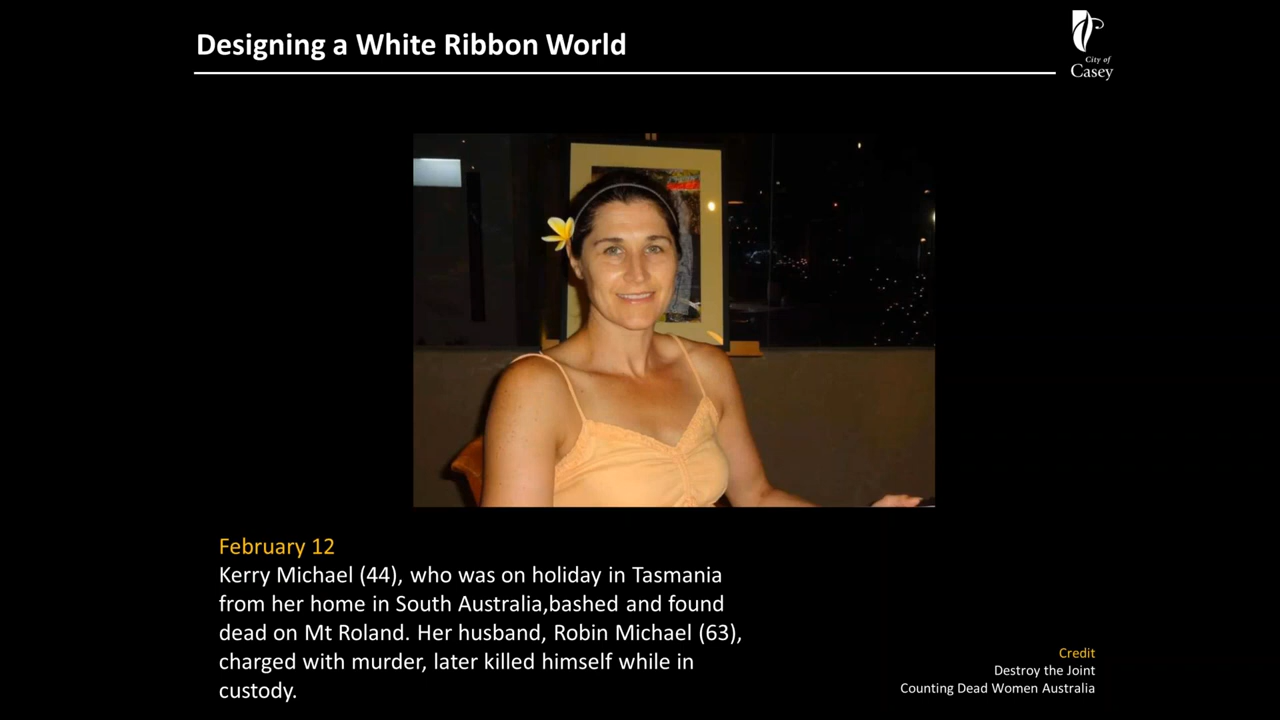 Designing a White Ribbon World
City of
Casey
February 12
Kerry Michael (44), who was on holiday in Tasmania
from her home in South Australia,bashed and found
dead on Mt Roland. Her husband, Robin Michael (63),
charged with murder, later killed himself while in
custody.
Credit
Destroy the Joint
Counting Dead Women Australia